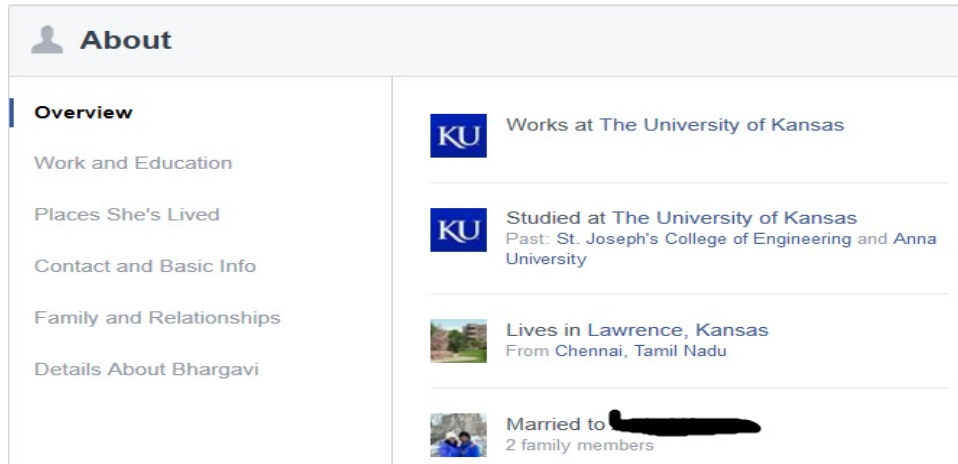 About
Overview
Work and Education
Places She's Lived
Contact and Basic Info
Family and Relationships
Details About Bhargavi
KU Works at The University of Kansas
KU Studied at The University of Kansas
Past: St. Joseph's College of Engineering and Anna
University
Lives in Lawrence, Kansas
From Chennai, Tamil Nadu
Married to
2 family members